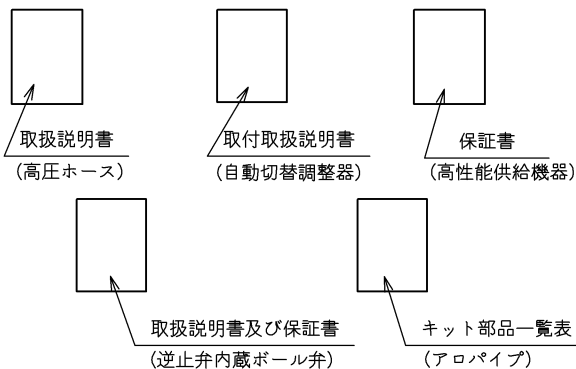 取扱説明書
(高圧ホース)
取付取扱説明書
(自動切替調整器)
保証書
(高性能供給機器)
取扱説明書及び保証書
(逆止弁内蔵ボール弁)
キット部品一覧表
(アロパイプ)